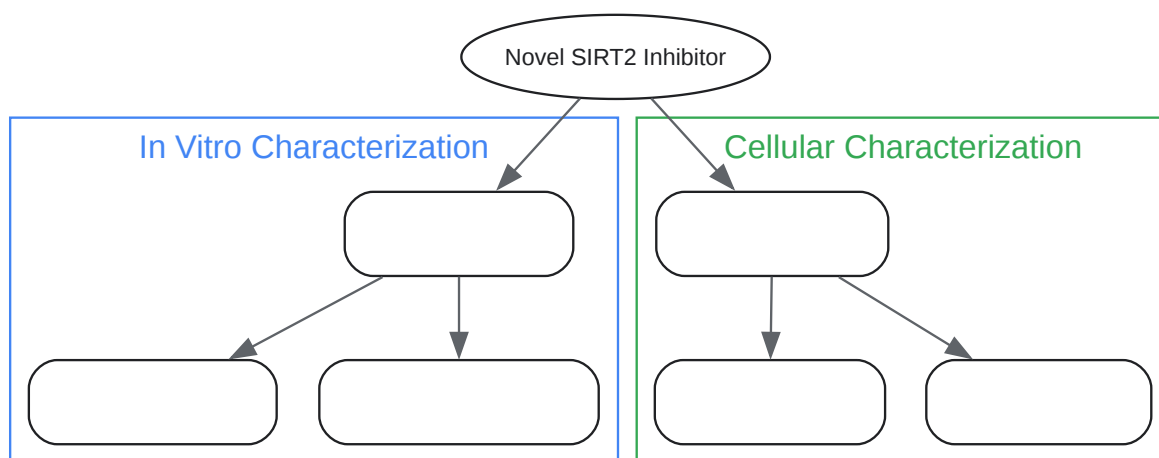 Novel SIRT2 Inhibitor
In Vitro Characterization
Cellular Characterization